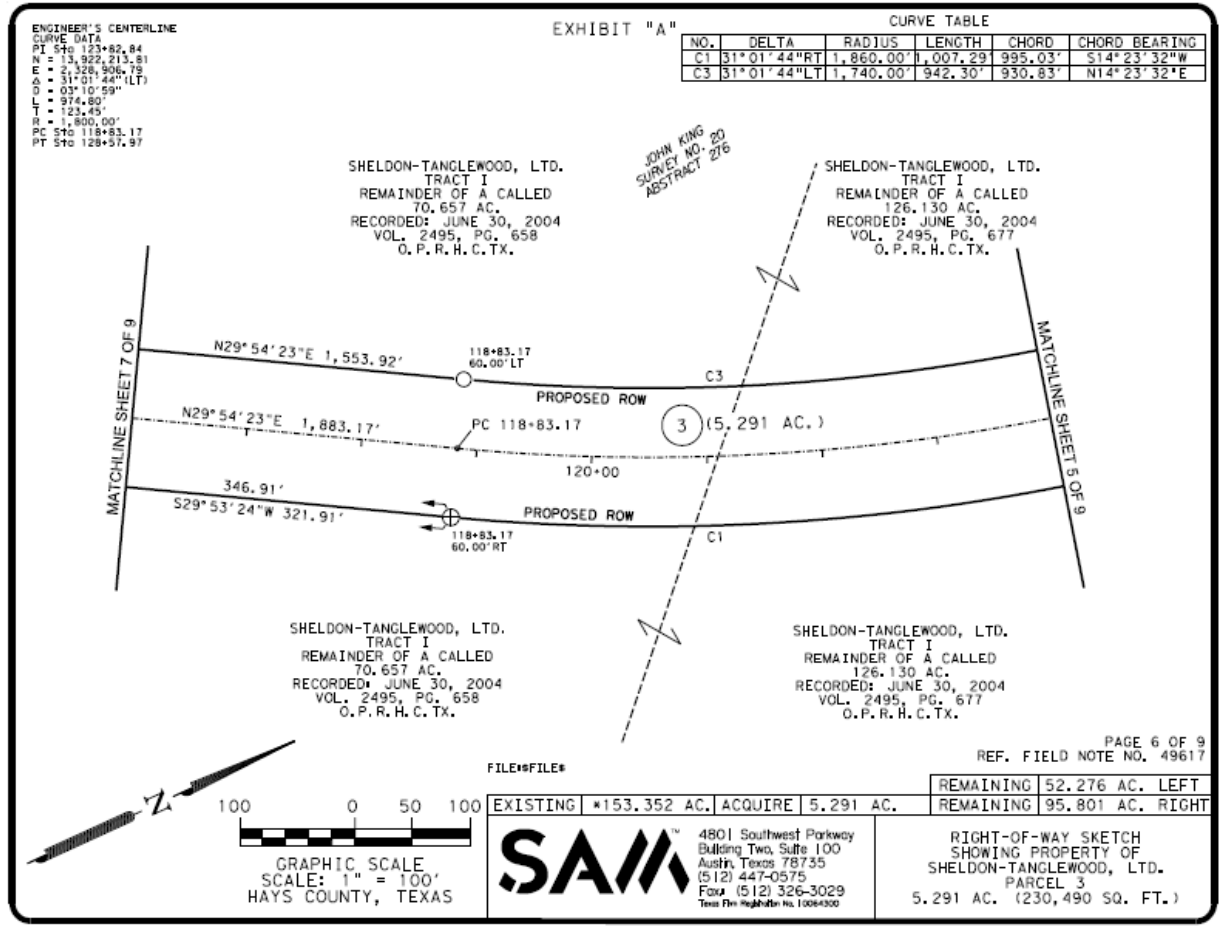 ENGINEER'S CENTERLINE
CURVE DATA
PI Sta 123+82.84
N = 13,922,213.81
E = 2,328,906.79
Δ = 31°01'44"(LT)
D = 03°10'59"
L = 974.80'
T = 123.45'
R = 1,800.00'
PC Sta 118+83.17
PT Sta 128+57.97
EXHIBIT "A"
CURVE TABLE
NO. DELTA RADIUS LENGTH CHORD CHORD BEARING
C1 31°01'44"RT 1,860.00' 1,007.29' 995.03' S14°23'32"W
C3 31°01'44"LT 1,740.00' 942.30' 930.83' N14°23'32"E
JOHN KING
SURVEY NO. 20
ABSTRACT 276
SHELDON-TANGLEWOOD, LTD.
TRACT I
REMAINDER OF A CALLED
70.657 AC.
RECORDED: JUNE 30, 2004
VOL. 2495, PG. 658
O.P.R.H.C.TX.
SHELDON-TANGLEWOOD, LTD.
TRACT I
REMAINDER OF A CALLED
126.130 AC.
RECORDED: JUNE 30, 2004
VOL. 2495, PG. 677
O.P.R.H.C.TX.
MATCHLINE SHEET 7 OF 9
N29°54'23"E 1,553.92'
118+83.17
60.00'LT
C3
PROPOSED ROW
MATCHLINE SHEET 5 OF 9
N29°54'23"E 1,883.17'
PC 118+83.17
3 (5.291 AC.)
120+00
346.91'
S29°53'24"W 321.91'
PROPOSED ROW
118+83.17
60.00'RT
C1
SHELDON-TANGLEWOOD, LTD.
TRACT I
REMAINDER OF A CALLED
70.657 AC.
RECORDED: JUNE 30, 2004
VOL. 2495, PG. 658
O.P.R.H.C.TX.
SHELDON-TANGLEWOOD, LTD.
TRACT I
REMAINDER OF A CALLED
126.130 AC.
RECORDED: JUNE 30, 2004
VOL. 2495, PG. 677
O.P.R.H.C.TX.
PAGE 6 OF 9
REF. FIELD NOTE NO. 49617
FILE:$FILE$
REMAINING 52.276 AC. LEFT
EXISTING *153.352 AC. ACQUIRE 5.291 AC. REMAINING 95.801 AC. RIGHT
N
100 0 50 100
GRAPHIC SCALE
SCALE: 1" = 100'
HAYS COUNTY, TEXAS
SAM™
4801 Southwest Parkway
Building Two, Suite 100
Austin, Texas 78735
(512) 447-0575
Fax: (512) 326-3029
Texas Firm Registration No. 10064300
RIGHT-OF-WAY SKETCH
SHOWING PROPERTY OF
SHELDON-TANGLEWOOD, LTD.
PARCEL 3
5.291 AC. (230,490 SQ. FT.)